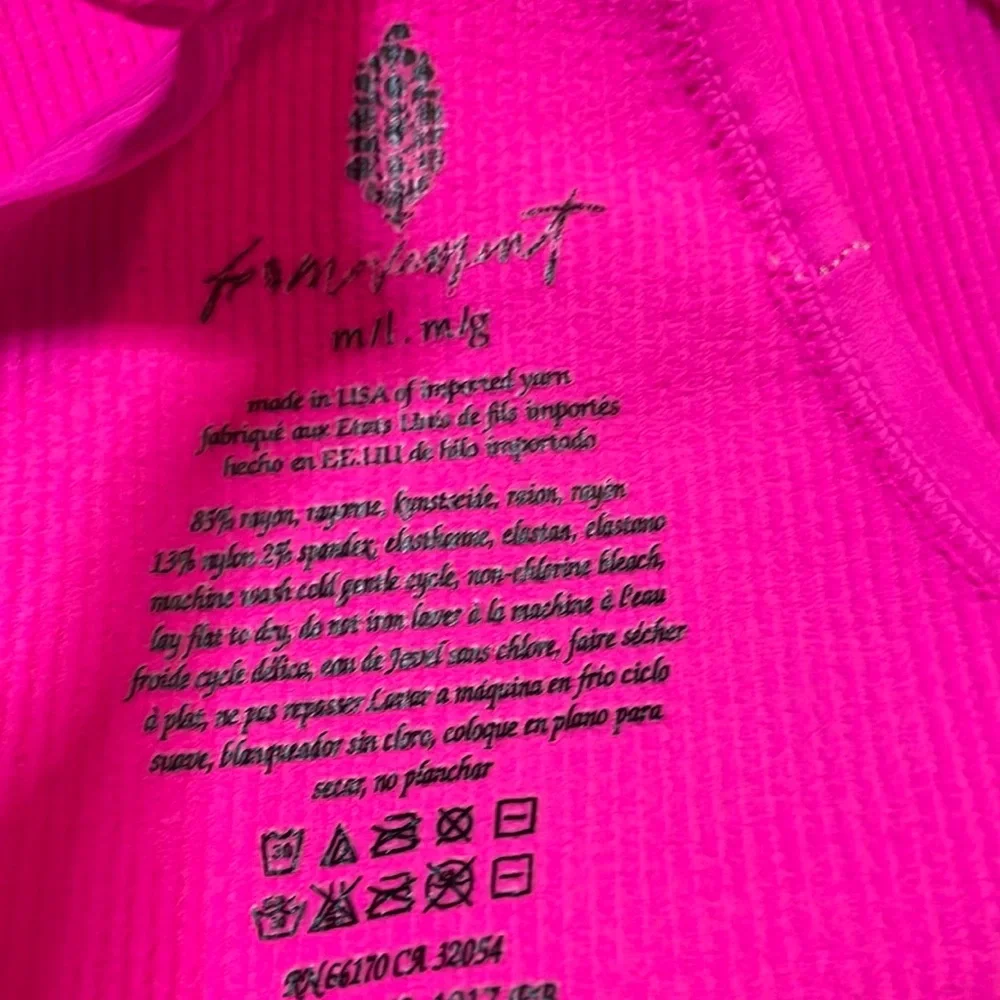 fp movement
m/l . m/g
made in USA of imported yarn
fabriqué aux Etats Unis de fils importés
hecho en EE.UU de hilo importado
85% rayon, rayonne, kunstseide, raion, rayón
13% nylon 2% spandex, elasthanne, elastan, elastano
machine wash cold gentle cycle, non-chlorine bleach,
lay flat to dry, do not iron laver à la machine à l'eau
froide cycle délica, eau de Javel sans chlore, faire sécher
à plat, ne pas repasser Lavar a máquina en frío ciclo
suave, blanqueador sin cloro, coloque en plano para
secar, no planchar
30
RN 66170 CA 32054